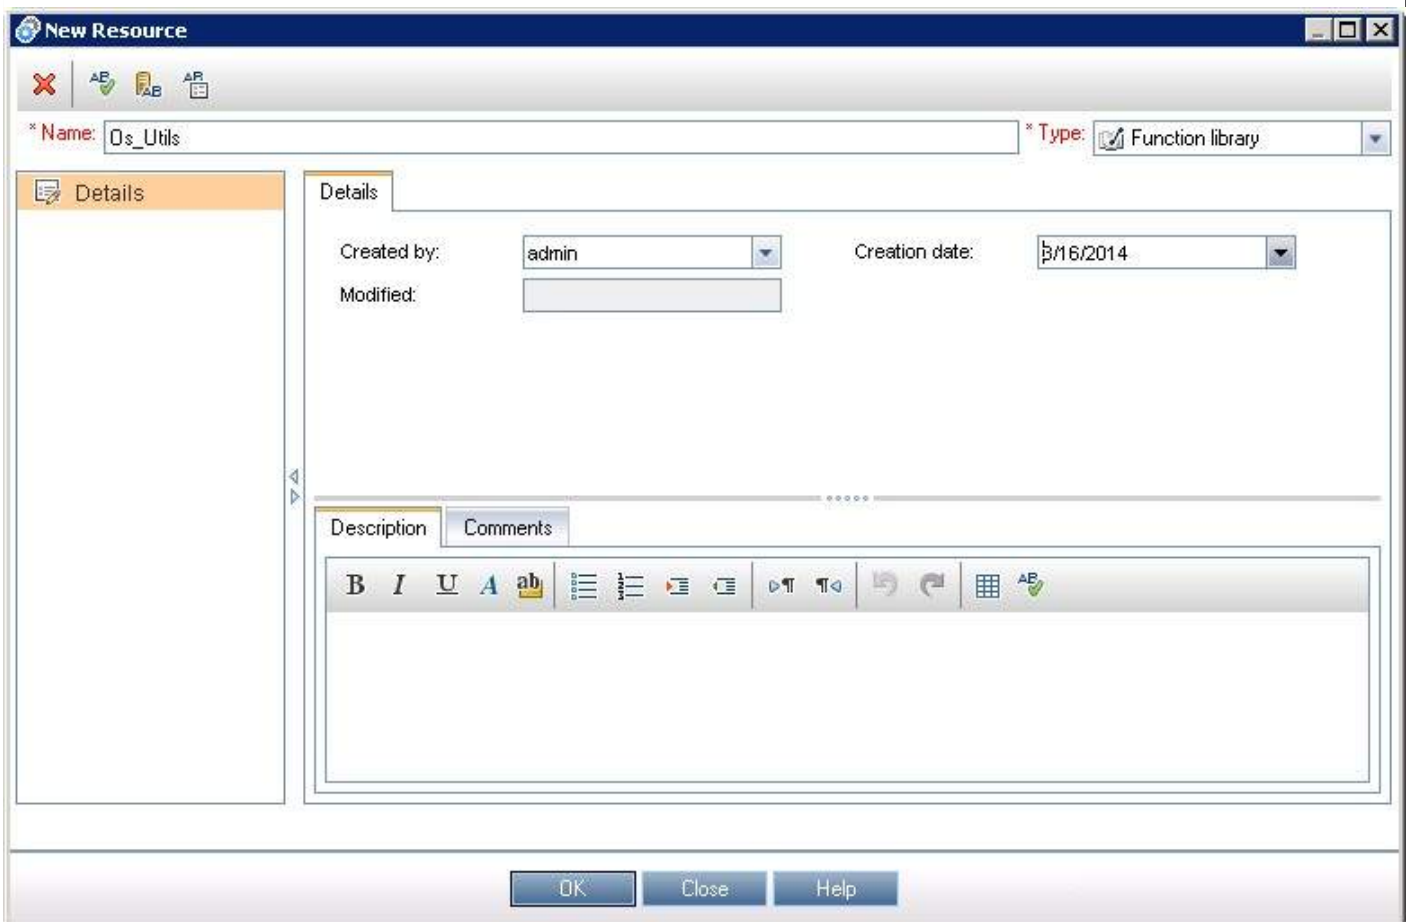 New Resource
* Name: Os_Utils * Type: Function library
Details
Details
Created by: admin Creation date: 3/16/2014
Modified:
Description Comments
B I U A ab
OK Close Help